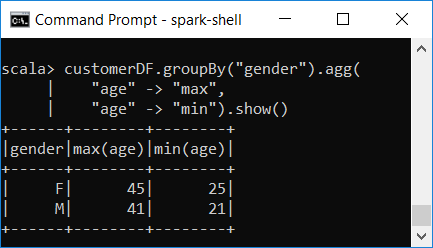 Command Prompt - spark-shell
scala> customerDF.groupBy("gender").agg(
     |    "age" -> "max",
     |    "age" -> "min").show()
+------+--------+--------+
|gender|max(age)|min(age)|
+------+--------+--------+
|     F|      45|      25|
|     M|      41|      21|
+------+--------+--------+